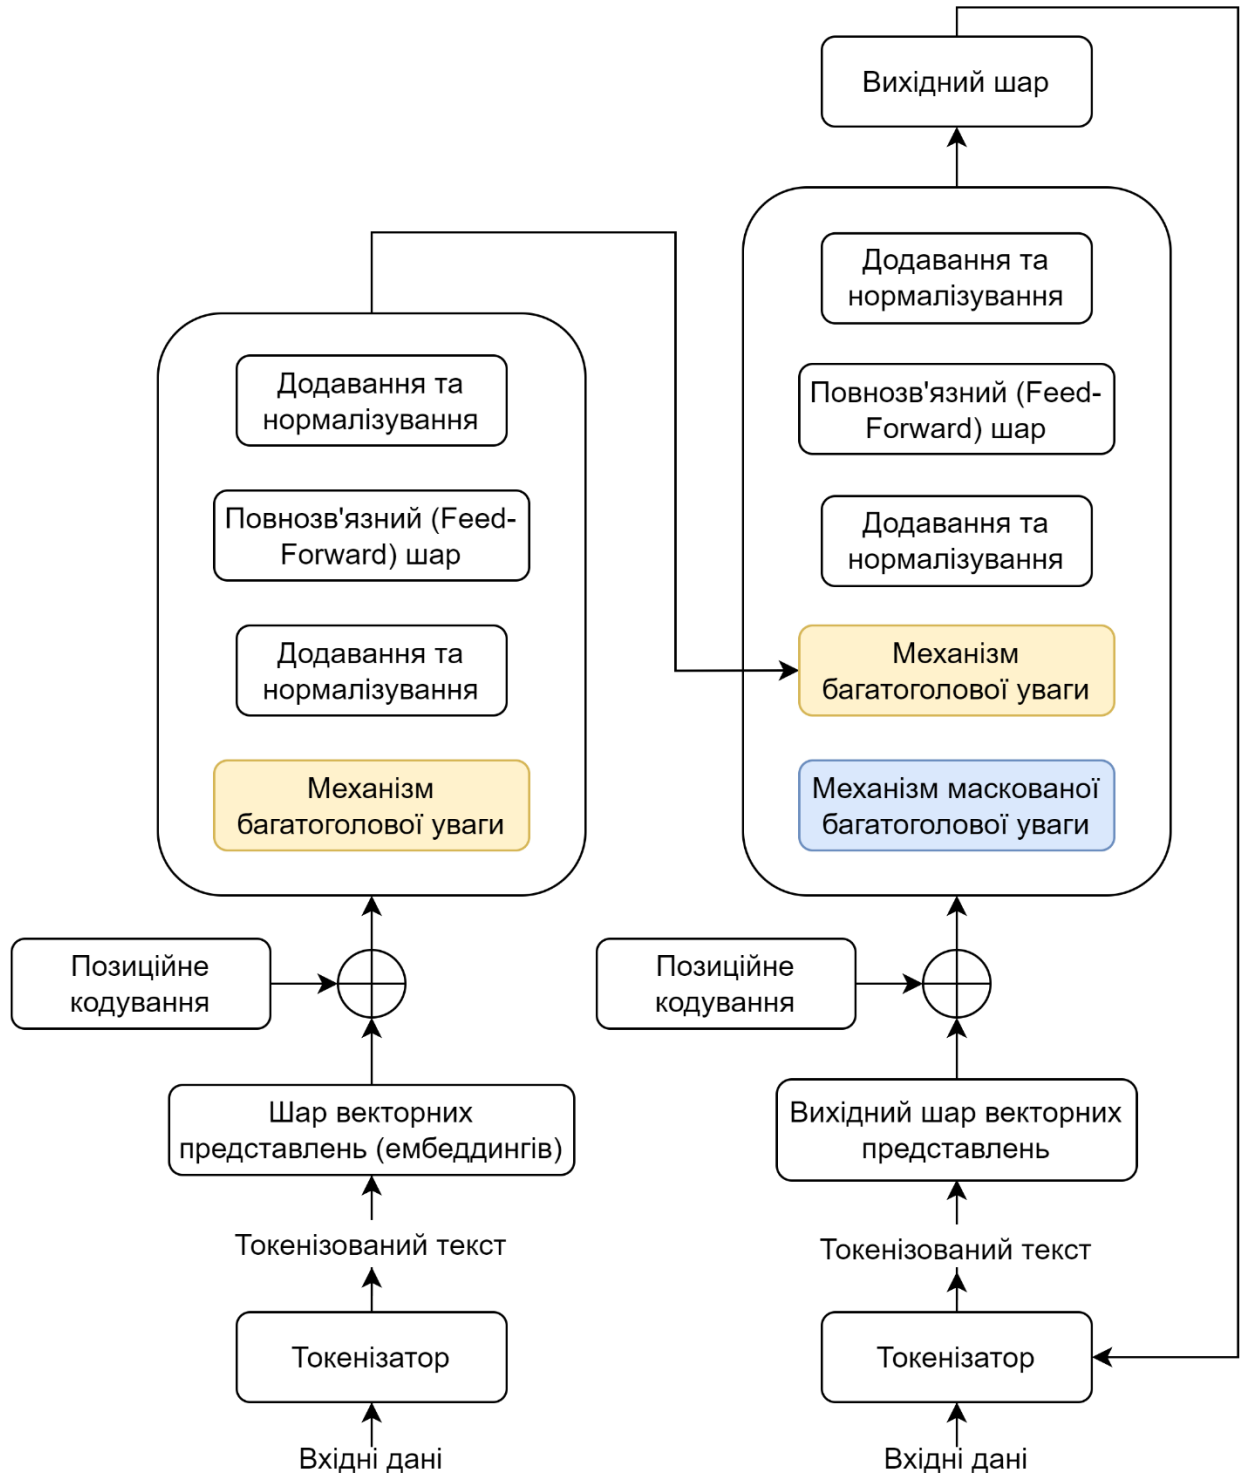 Вихідний шар
Додавання та
нормалізування
Повнозв'язний (Feed-
Forward) шар
Додавання та
нормалізування
Механізм
багатоголової уваги
Механізм маскованої
багатоголової уваги
Додавання та
нормалізування
Повнозв'язний (Feed-
Forward) шар
Додавання та
нормалізування
Механізм
багатоголової уваги
Позиційне
кодування
Позиційне
кодування
Шар векторних
представлень (ембеддингів)
Вихідний шар векторних
представлень
Токенізований текст
Токенізований текст
Токенізатор
Токенізатор
Вхідні дані
Вхідні дані